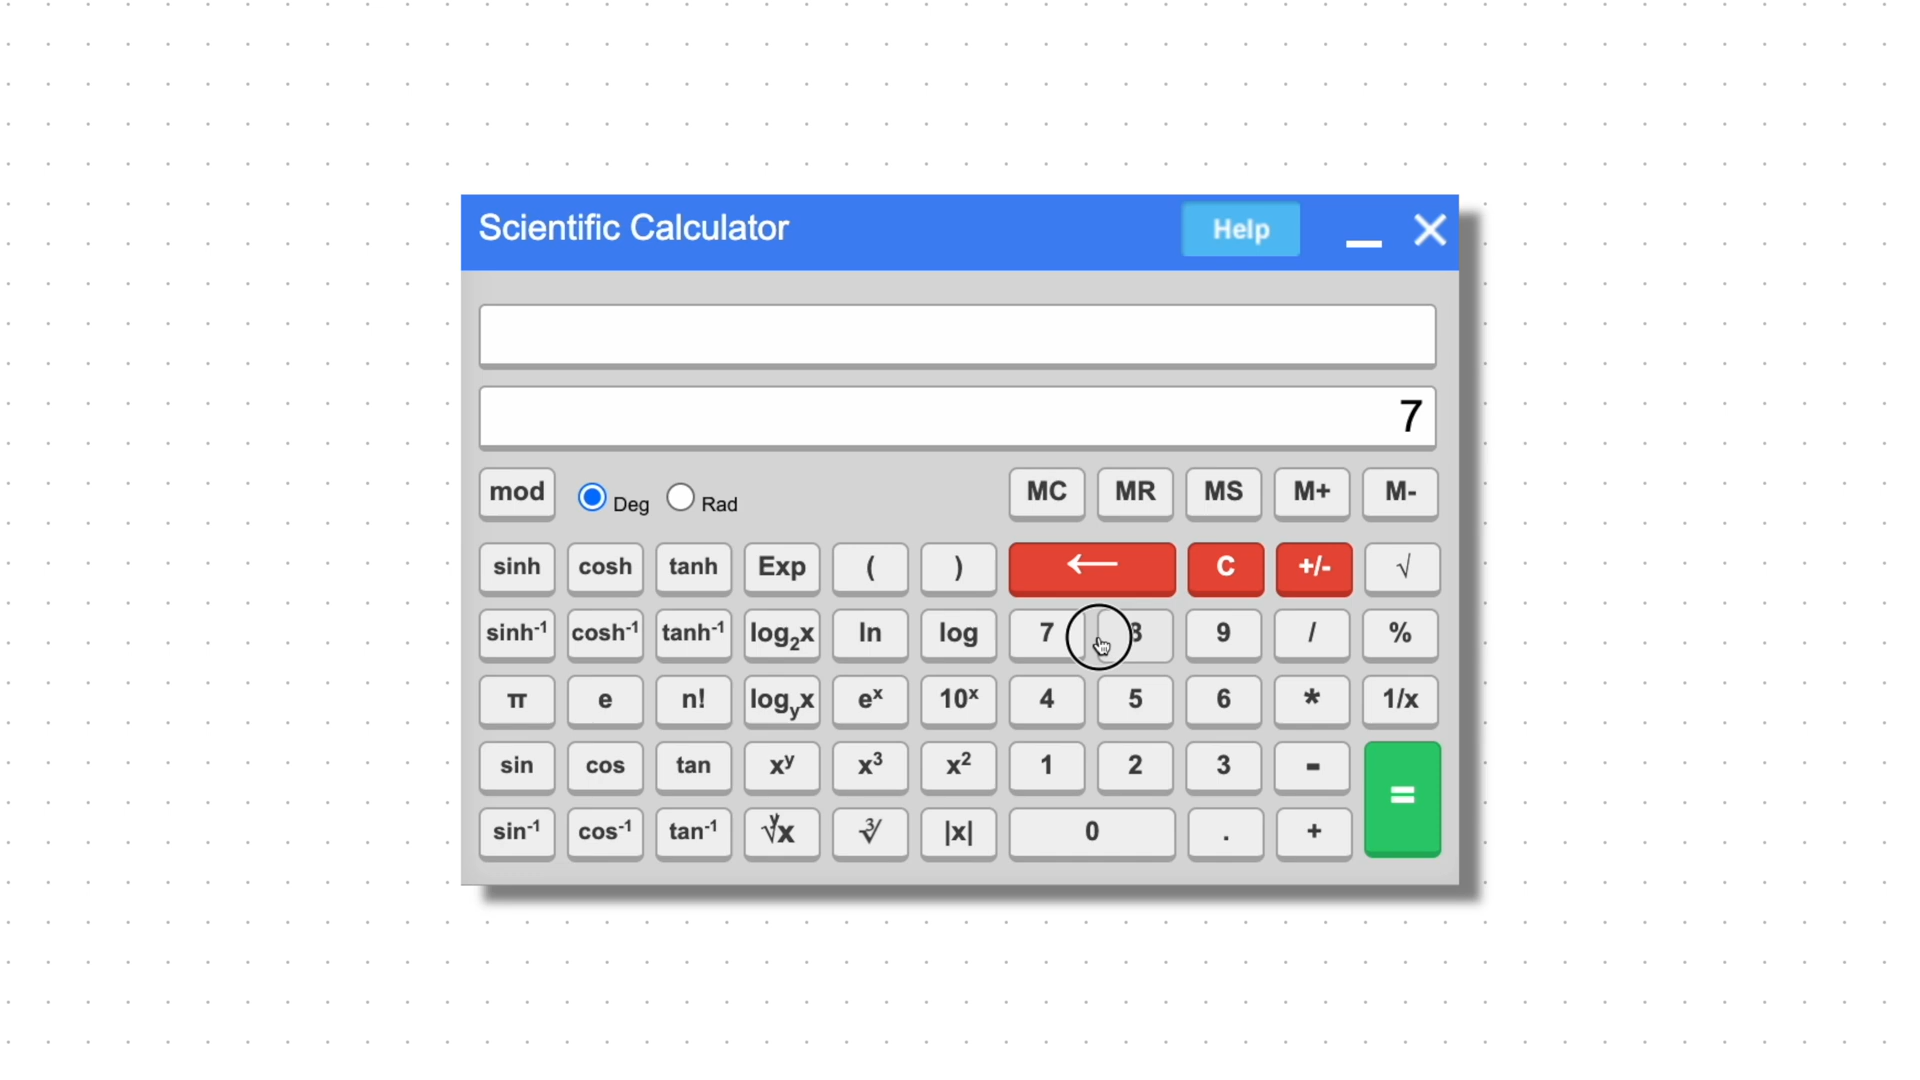 Scientific Calculator Help
7
mod Deg Rad MC MR MS M+ M-
sinh cosh tanh Exp ( ) ← C +/- √
sinh⁻¹ cosh⁻¹ tanh⁻¹ log₂x ln log 7 8 9 / %
π e n! logᵧx eˣ 10ˣ 4 5 6 * 1/x
sin cos tan xʸ x³ x² 1 2 3 - =
sin⁻¹ cos⁻¹ tan⁻¹ ʸ√x ³√ |x| 0 . +